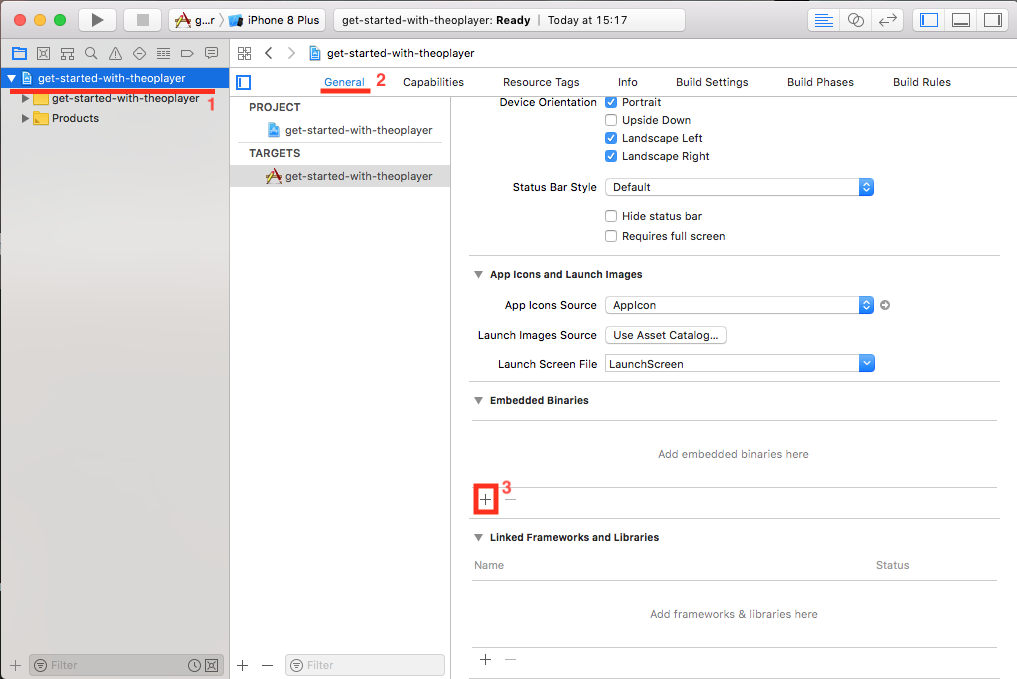 g...r
iPhone 8 Plus
get-started-with-theoplayer: Ready | Today at 15:17
get-started-with-theoplayer
get-started-with-theoplayer
1
get-started-with-theoplayer
Products
General 2
Capabilities
Resource Tags
Info
Build Settings
Build Phases
Build Rules
PROJECT
get-started-with-theoplayer
TARGETS
get-started-with-theoplayer
Device Orientation
Portrait
Upside Down
Landscape Left
Landscape Right
Status Bar Style
Default
Hide status bar
Requires full screen
App Icons and Launch Images
App Icons Source
AppIcon
Launch Images Source
Use Asset Catalog...
Launch Screen File
LaunchScreen
Embedded Binaries
Add embedded binaries here
3
Linked Frameworks and Libraries
Name
Status
Add frameworks & libraries here
Filter
Filter